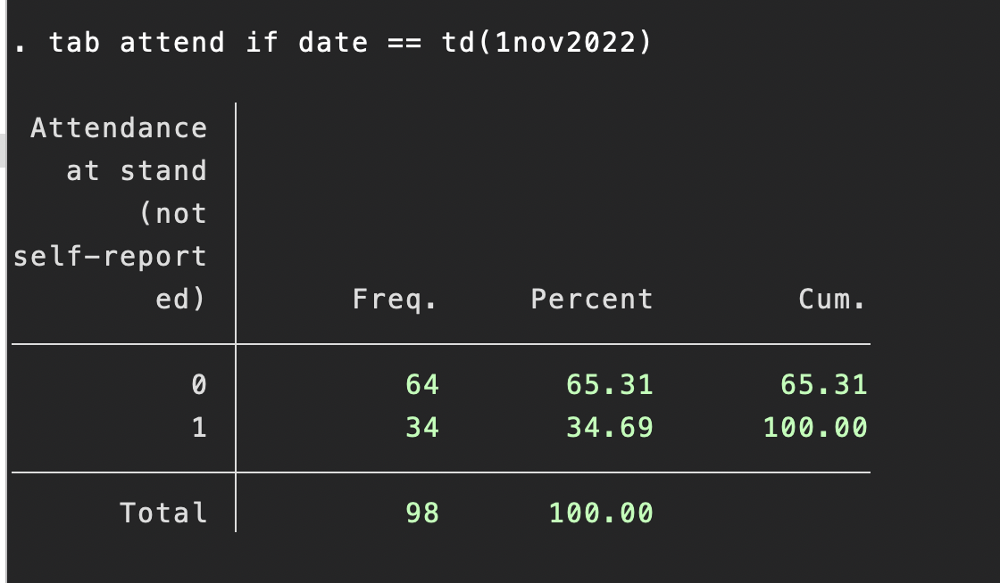 . tab attend if date == td(1nov2022)
Attendance
at stand
(not
self-report
ed) Freq. Percent Cum.
0 64 65.31 65.31
1 34 34.69 100.00
Total 98 100.00